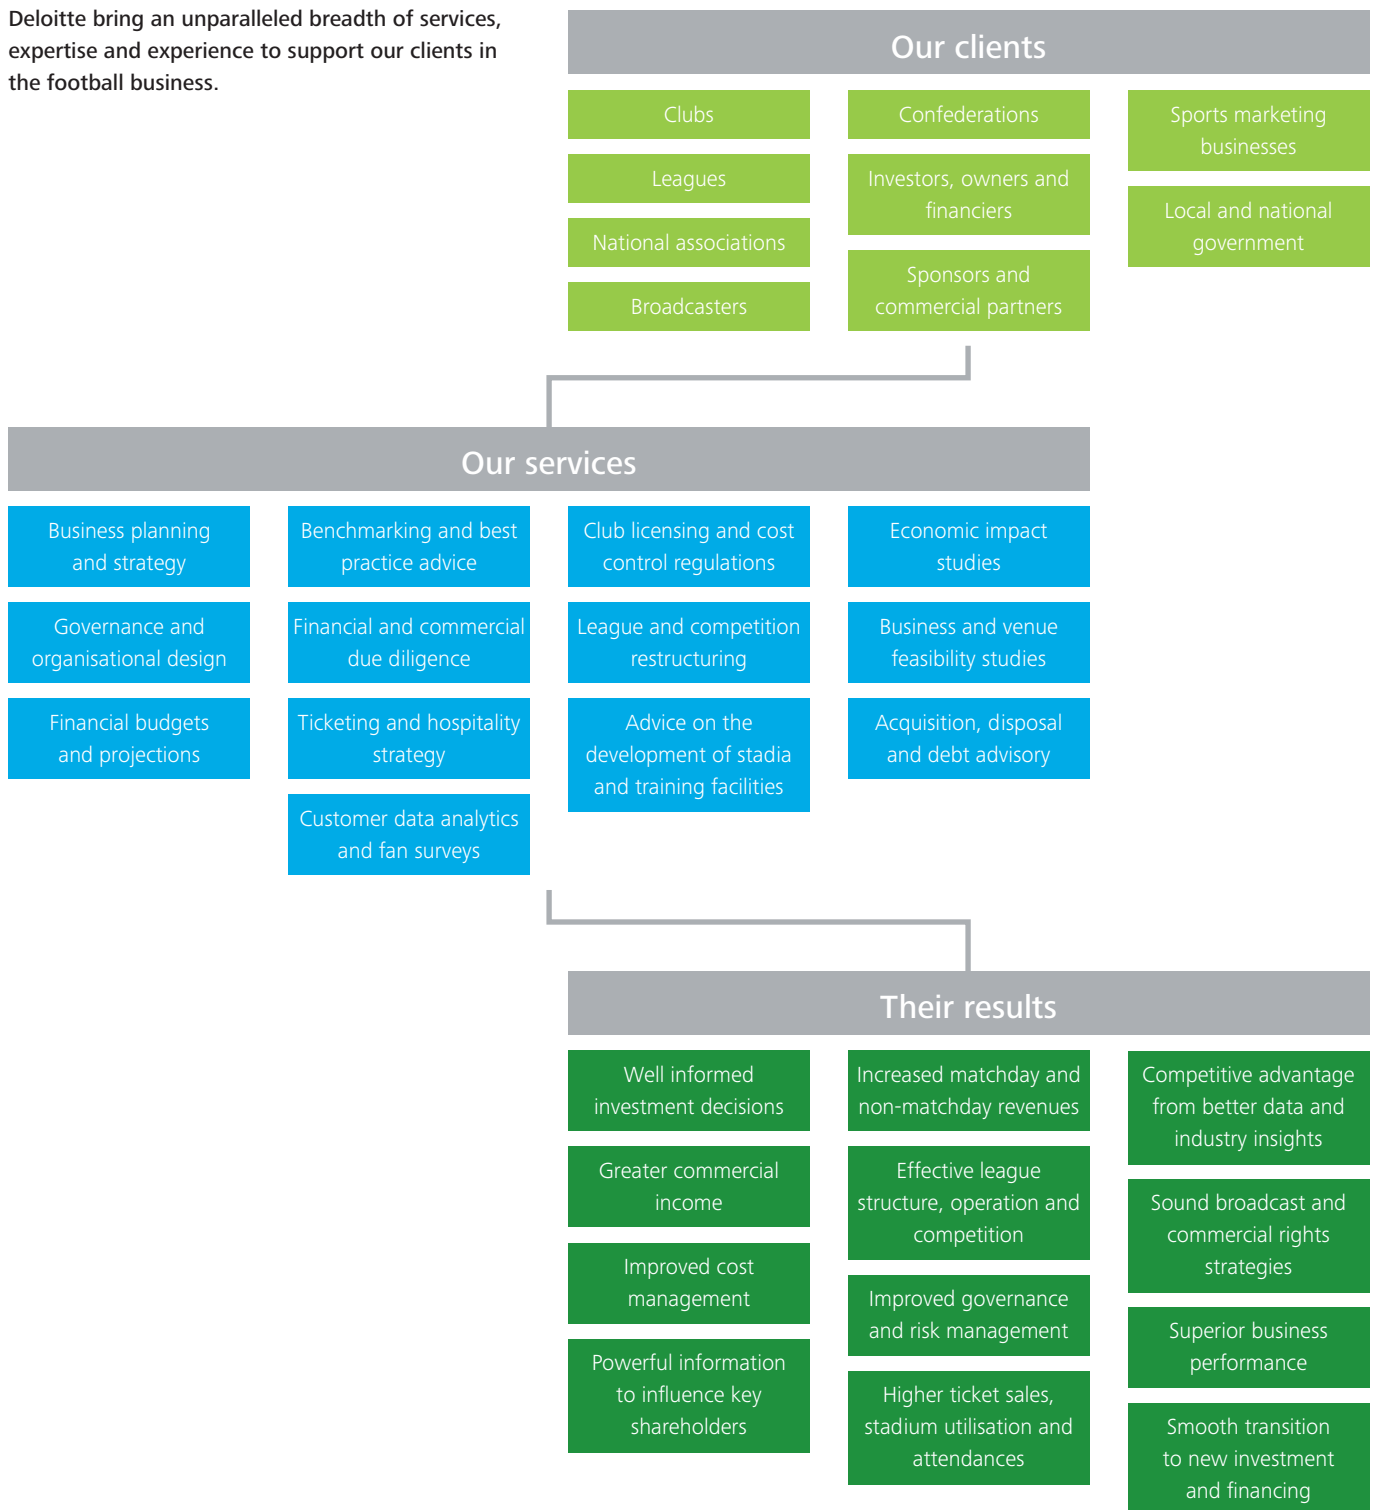 Deloitte bring an unparalleled breadth of services,
expertise and experience to support our clients in
the football business.
Our clients
Clubs
Leagues
National associations
Broadcasters
Confederations
Investors, owners and
financiers
Sponsors and
commercial partners
Sports marketing
businesses
Local and national
government
Our services
Business planning
and strategy
Governance and
organisational design
Financial budgets
and projections
Benchmarking and best
practice advice
Financial and commercial
due diligence
Ticketing and hospitality
strategy
Customer data analytics
and fan surveys
Club licensing and cost
control regulations
League and competition
restructuring
Advice on the
development of stadia
and training facilities
Economic impact
studies
Business and venue
feasibility studies
Acquisition, disposal
and debt advisory
Their results
Well informed
investment decisions
Greater commercial
income
Improved cost
management
Powerful information
to influence key
shareholders
Increased matchday and
non-matchday revenues
Effective league
structure, operation and
competition
Improved governance
and risk management
Higher ticket sales,
stadium utilisation and
attendances
Competitive advantage
from better data and
industry insights
Sound broadcast and
commercial rights
strategies
Superior business
performance
Smooth transition
to new investment
and financing